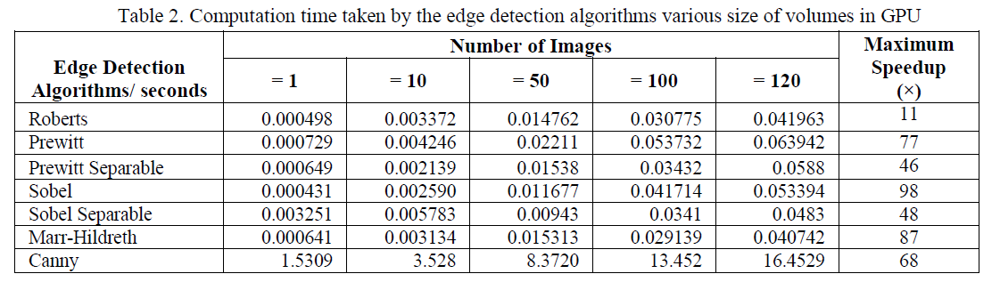 Table 2. Computation time taken by the edge detection algorithms various size of volumes in GPU
Edge Detection Algorithms/ seconds Number of Images Maximum Speedup (×)
= 1 = 10 = 50 = 100 = 120
Roberts 0.000498 0.003372 0.014762 0.030775 0.041963 11
Prewitt 0.000729 0.004246 0.02211 0.053732 0.063942 77
Prewitt Separable 0.000649 0.002139 0.01538 0.03432 0.0588 46
Sobel 0.000431 0.002590 0.011677 0.041714 0.053394 98
Sobel Separable 0.003251 0.005783 0.00943 0.0341 0.0483 48
Marr-Hildreth 0.000641 0.003134 0.015313 0.029139 0.040742 87
Canny 1.5309 3.528 8.3720 13.452 16.4529 68